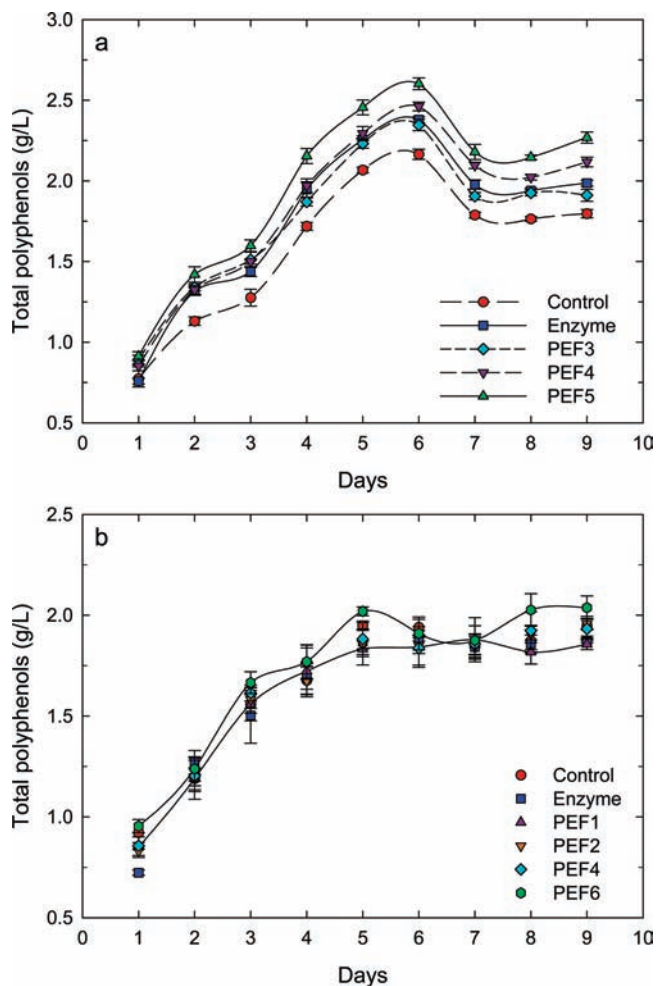 a
Total polyphenols (g/L)
3.0
2.5
2.0
1.5
1.0
0.5
Control
Enzyme
PEF3
PEF4
PEF5
0 1 2 3 4 5 6 7 8 9 10
Days
b
Total polyphenols (g/L)
2.5
2.0
1.5
1.0
0.5
Control
Enzyme
PEF1
PEF2
PEF4
PEF6
0 1 2 3 4 5 6 7 8 9 10
Days